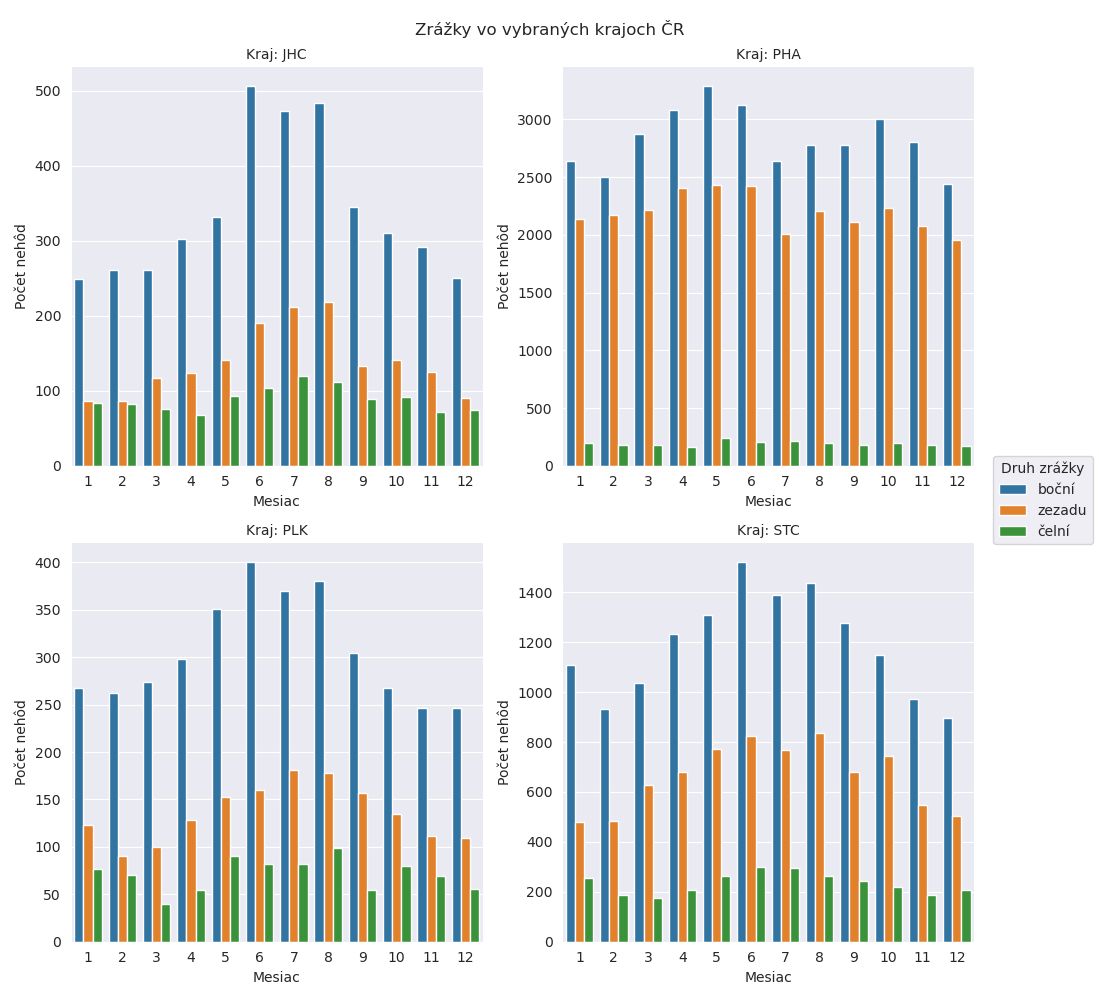 Zrážky vo vybraných krajoch ČR
Kraj: JHC
500
400
300
200
100
0
Počet nehôd
1 2 3 4 5 6 7 8 9 10 11 12
Mesiac
Kraj: PHA
3000
2500
2000
1500
1000
500
0
Počet nehôd
1 2 3 4 5 6 7 8 9 10 11 12
Mesiac
Druh zrážky
boční
zezadu
čelní
Kraj: PLK
400
350
300
250
200
150
100
50
0
Počet nehôd
1 2 3 4 5 6 7 8 9 10 11 12
Mesiac
Kraj: STC
1400
1200
1000
800
600
400
200
0
Počet nehôd
1 2 3 4 5 6 7 8 9 10 11 12
Mesiac